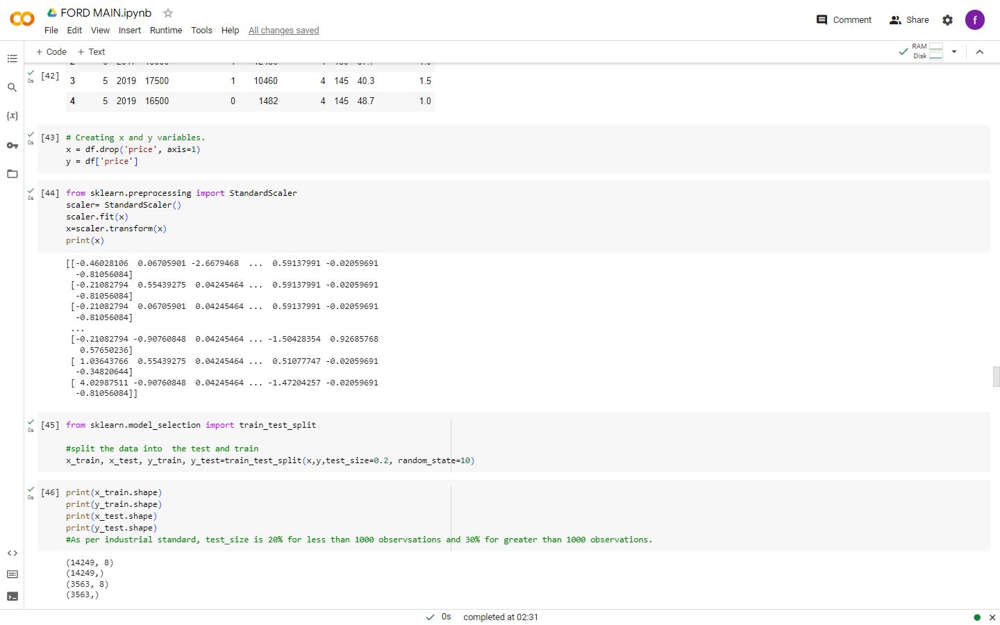 FORD MAIN.ipynb
File Edit View Insert Runtime Tools Help All changes saved
Comment Share f
+ Code + Text
RAM
Disk
[42]
0s
3 5 2019 17500 1 10460 4 145 40.3 1.5
4 5 2019 16500 0 1482 4 145 48.7 1.0
0s
[43] # Creating x and y variables.
x = df.drop('price', axis=1)
y = df['price']
0s
[44] from sklearn.preprocessing import StandardScaler
scaler= StandardScaler()
scaler.fit(x)
x=scaler.transform(x)
print(x)
[[-0.46028106  0.06705901 -2.6679468  ...  0.59137991 -0.02059691
-0.81056084]
[-0.21082794  0.55439275  0.04245464 ...  0.59137991 -0.02059691
-0.81056084]
[-0.21082794  0.06705901  0.04245464 ...  0.59137991 -0.02059691
-0.81056084]
...
[-0.21082794 -0.90760848  0.04245464 ... -1.50428354  0.92685768
0.57650236]
[ 1.03643766  0.55439275  0.04245464 ...  0.51077747 -0.02059691
-0.34820644]
[ 4.02987511 -0.90760848  0.04245464 ... -1.47204257 -0.02059691
-0.81056084]]
0s
[45] from sklearn.model_selection import train_test_split
#split the data into  the test and train
x_train, x_test, y_train, y_test=train_test_split(x,y,test_size=0.2, random_state=10)
0s
[46] print(x_train.shape)
print(y_train.shape)
print(x_test.shape)
print(y_test.shape)
#As per industrial standard, test_size is 20% for less than 1000 observsations and 30% for greater than 1000 observations.
(14249, 8)
(14249,)
(3563, 8)
(3563,)
0s completed at 02:31